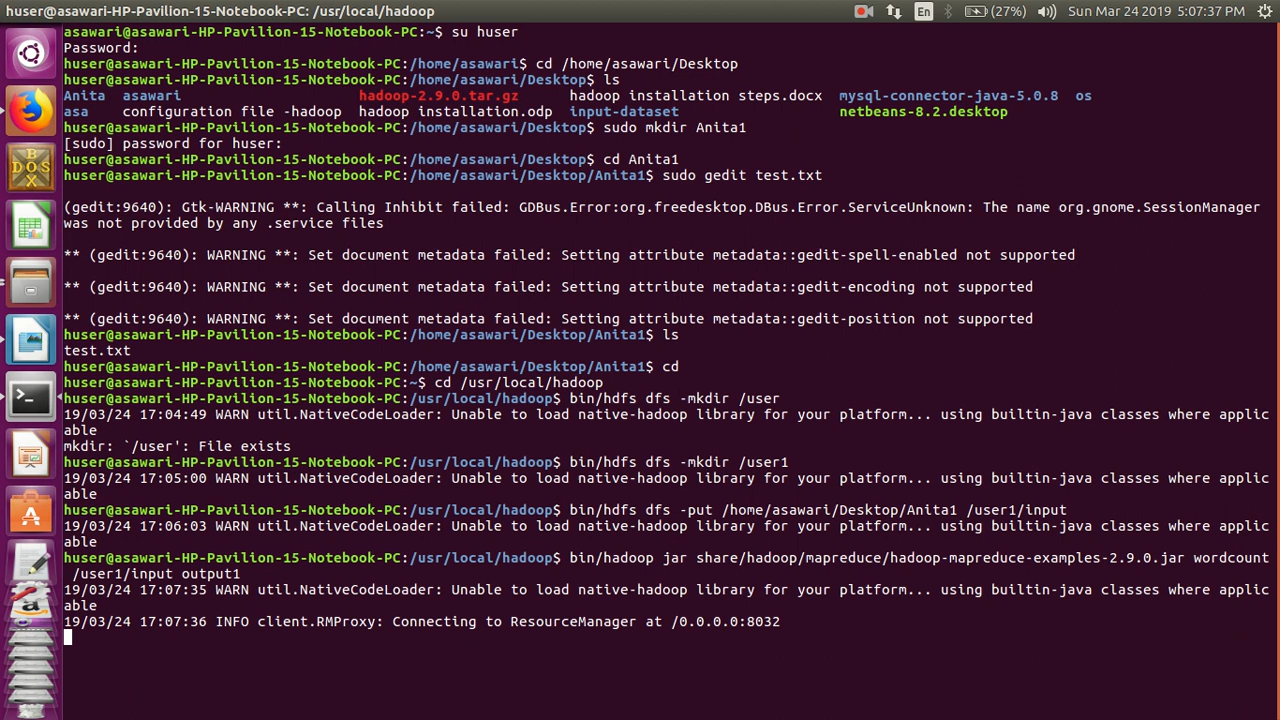 huser@asawari-HP-Pavilion-15-Notebook-PC: /usr/local/hadoop
En
(27%)
Sun Mar 24 2019 5:07:37 PM
asawari@asawari-HP-Pavilion-15-Notebook-PC:~$ su huser
Password:
huser@asawari-HP-Pavilion-15-Notebook-PC:/home/asawari$ cd /home/asawari/Desktop
huser@asawari-HP-Pavilion-15-Notebook-PC:/home/asawari/Desktop$ ls
Anita asawari hadoop-2.9.0.tar.gz hadoop installation steps.docx mysql-connector-java-5.0.8 os
asa configuration file -hadoop hadoop installation.odp input-dataset netbeans-8.2.desktop
huser@asawari-HP-Pavilion-15-Notebook-PC:/home/asawari/Desktop$ sudo mkdir Anita1
[sudo] password for huser:
huser@asawari-HP-Pavilion-15-Notebook-PC:/home/asawari/Desktop$ cd Anita1
huser@asawari-HP-Pavilion-15-Notebook-PC:/home/asawari/Desktop/Anita1$ sudo gedit test.txt
(gedit:9640): Gtk-WARNING **: Calling Inhibit failed: GDBus.Error:org.freedesktop.DBus.Error.ServiceUnknown: The name org.gnome.SessionManager
was not provided by any .service files
** (gedit:9640): WARNING **: Set document metadata failed: Setting attribute metadata::gedit-spell-enabled not supported
** (gedit:9640): WARNING **: Set document metadata failed: Setting attribute metadata::gedit-encoding not supported
** (gedit:9640): WARNING **: Set document metadata failed: Setting attribute metadata::gedit-position not supported
huser@asawari-HP-Pavilion-15-Notebook-PC:/home/asawari/Desktop/Anita1$ ls
test.txt
huser@asawari-HP-Pavilion-15-Notebook-PC:/home/asawari/Desktop/Anita1$ cd
huser@asawari-HP-Pavilion-15-Notebook-PC:~$ cd /usr/local/hadoop
huser@asawari-HP-Pavilion-15-Notebook-PC:/usr/local/hadoop$ bin/hdfs dfs -mkdir /user
19/03/24 17:04:49 WARN util.NativeCodeLoader: Unable to load native-hadoop library for your platform... using builtin-java classes where applic
able
mkdir: `/user': File exists
huser@asawari-HP-Pavilion-15-Notebook-PC:/usr/local/hadoop$ bin/hdfs dfs -mkdir /user1
19/03/24 17:05:00 WARN util.NativeCodeLoader: Unable to load native-hadoop library for your platform... using builtin-java classes where applic
able
huser@asawari-HP-Pavilion-15-Notebook-PC:/usr/local/hadoop$ bin/hdfs dfs -put /home/asawari/Desktop/Anita1 /user1/input
19/03/24 17:06:03 WARN util.NativeCodeLoader: Unable to load native-hadoop library for your platform... using builtin-java classes where applic
able
huser@asawari-HP-Pavilion-15-Notebook-PC:/usr/local/hadoop$ bin/hadoop jar share/hadoop/mapreduce/hadoop-mapreduce-examples-2.9.0.jar wordcount
/user1/input output1
19/03/24 17:07:35 WARN util.NativeCodeLoader: Unable to load native-hadoop library for your platform... using builtin-java classes where applic
able
19/03/24 17:07:36 INFO client.RMProxy: Connecting to ResourceManager at /0.0.0.0:8032